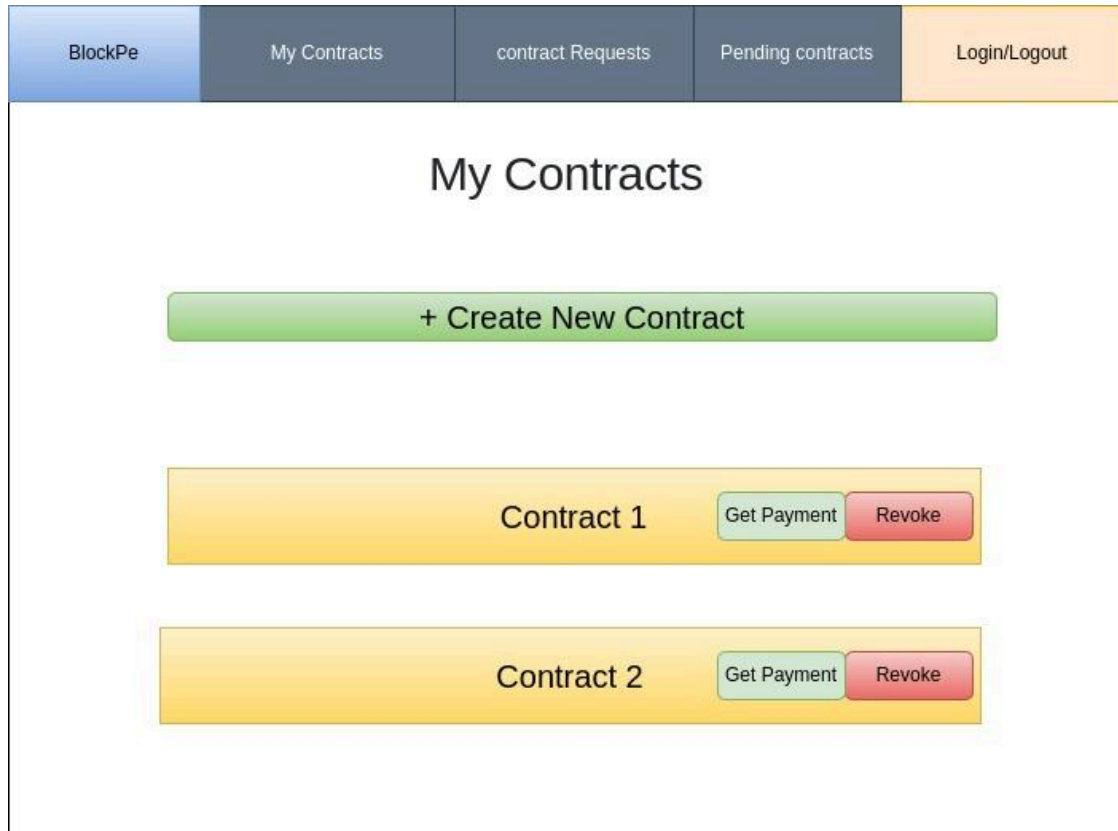 BlockPe
My Contracts
contract Requests
Pending contracts
Login/Logout
My Contracts
+ Create New Contract
Contract 1
Get Payment
Revoke
Contract 2
Get Payment
Revoke